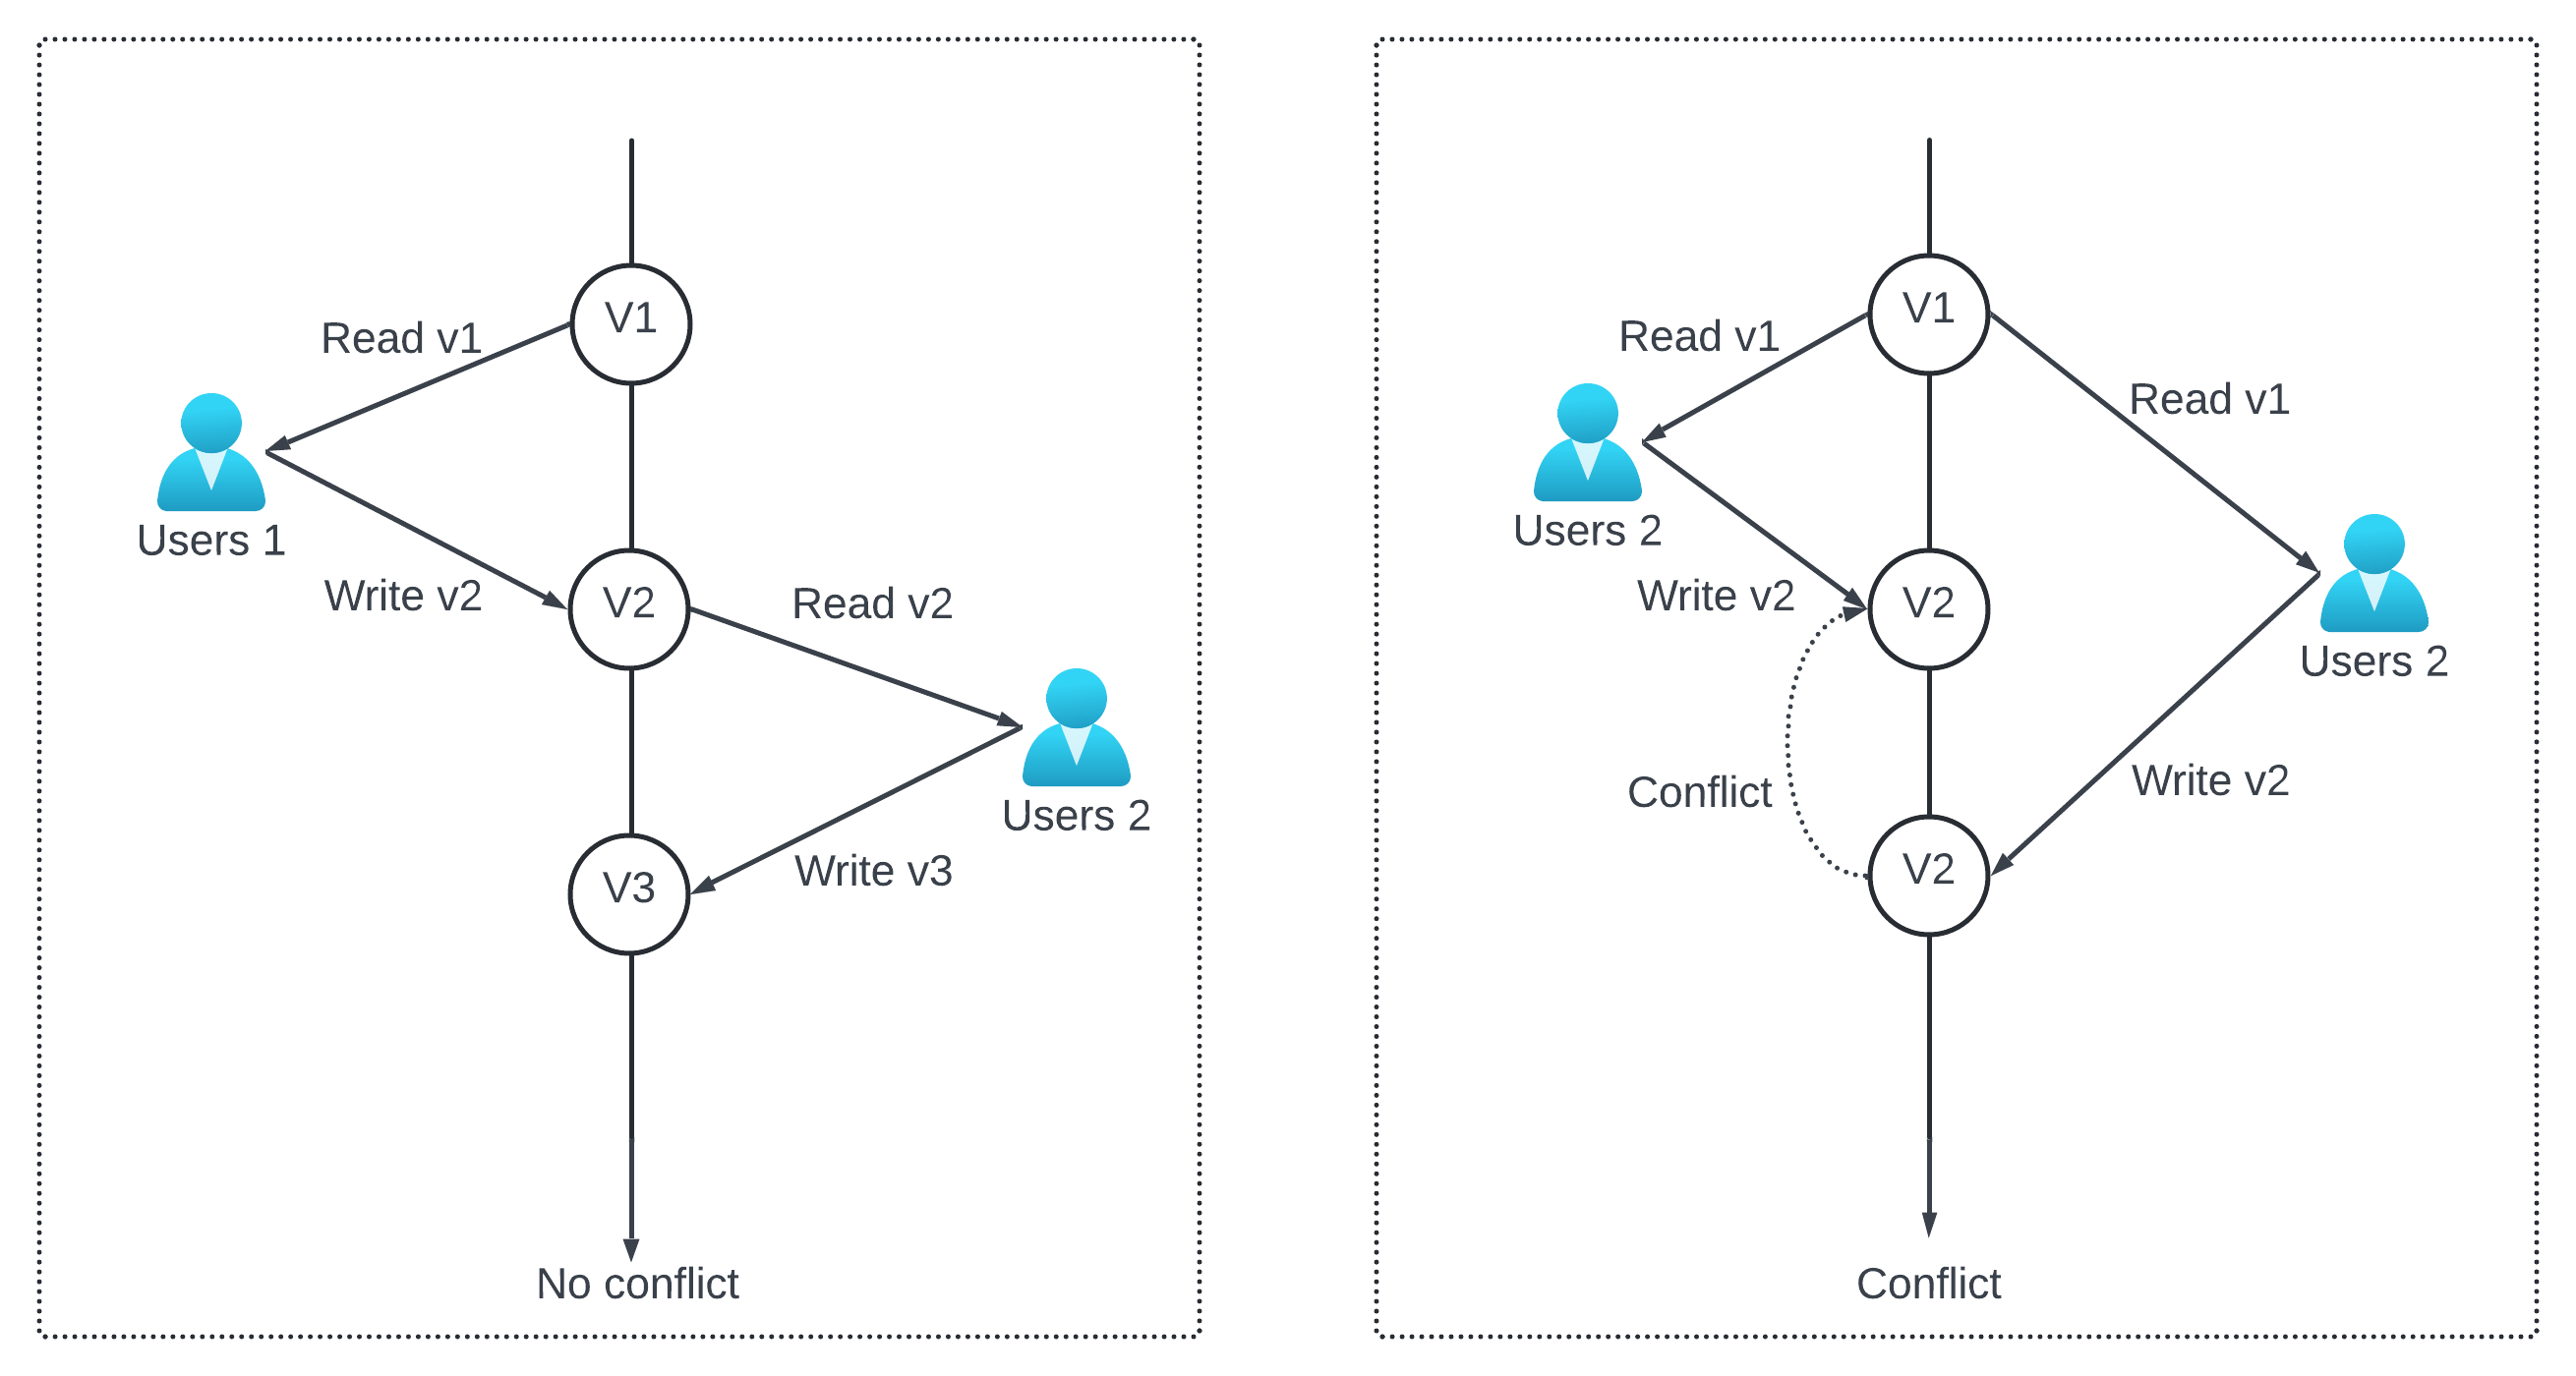 V1
Read v1
Users 1
Write v2
V2
Read v2
Users 2
Write v3
V3
No conflict
V1
Read v1
Read v1
Users 2
Write v2
V2
Users 2
Conflict
Write v2
V2
Conflict